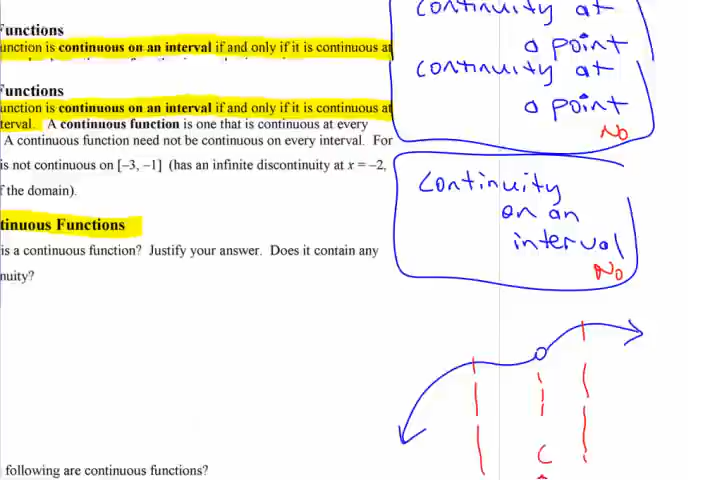 unctions
unction is continuous on an interval if and only if it is continuous at
unctions
unction is continuous on an interval if and only if it is continuous at
terval. A continuous function is one that is continuous at every
A continuous function need not be continuous on every interval. For
is not continuous on [–3, –1] (has an infinite discontinuity at x = –2,
f the domain).
tinuous Functions
is a continuous function? Justify your answer. Does it contain any
nuity?
following are continuous functions?
continuity at
a point
continuity at
a point
No
Continuity
on an
interval
No
C